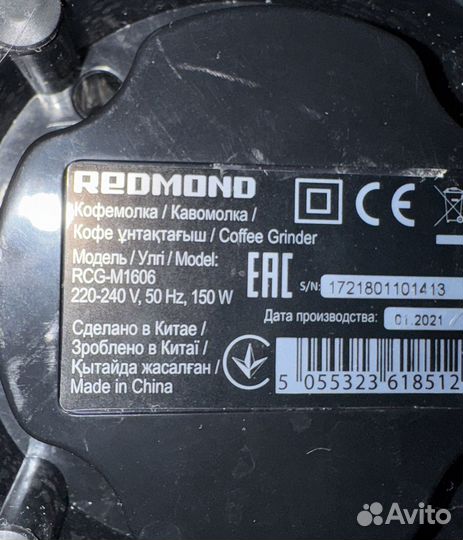 REDMOND
Кофемолка / Кавомолка /
Кофе ұнтақтағыш / Coffee Grinder
Модель / Улгі / Model:
RCG-M1606
220-240 V, 50 Hz, 150 W
CE
EAC
S/N: 1721801101413
Дата производства: 01.2021
Сделано в Китае /
Зроблено в Китаї /
Қытайда жасалған /
Made in China
5 055323 618512
Avito